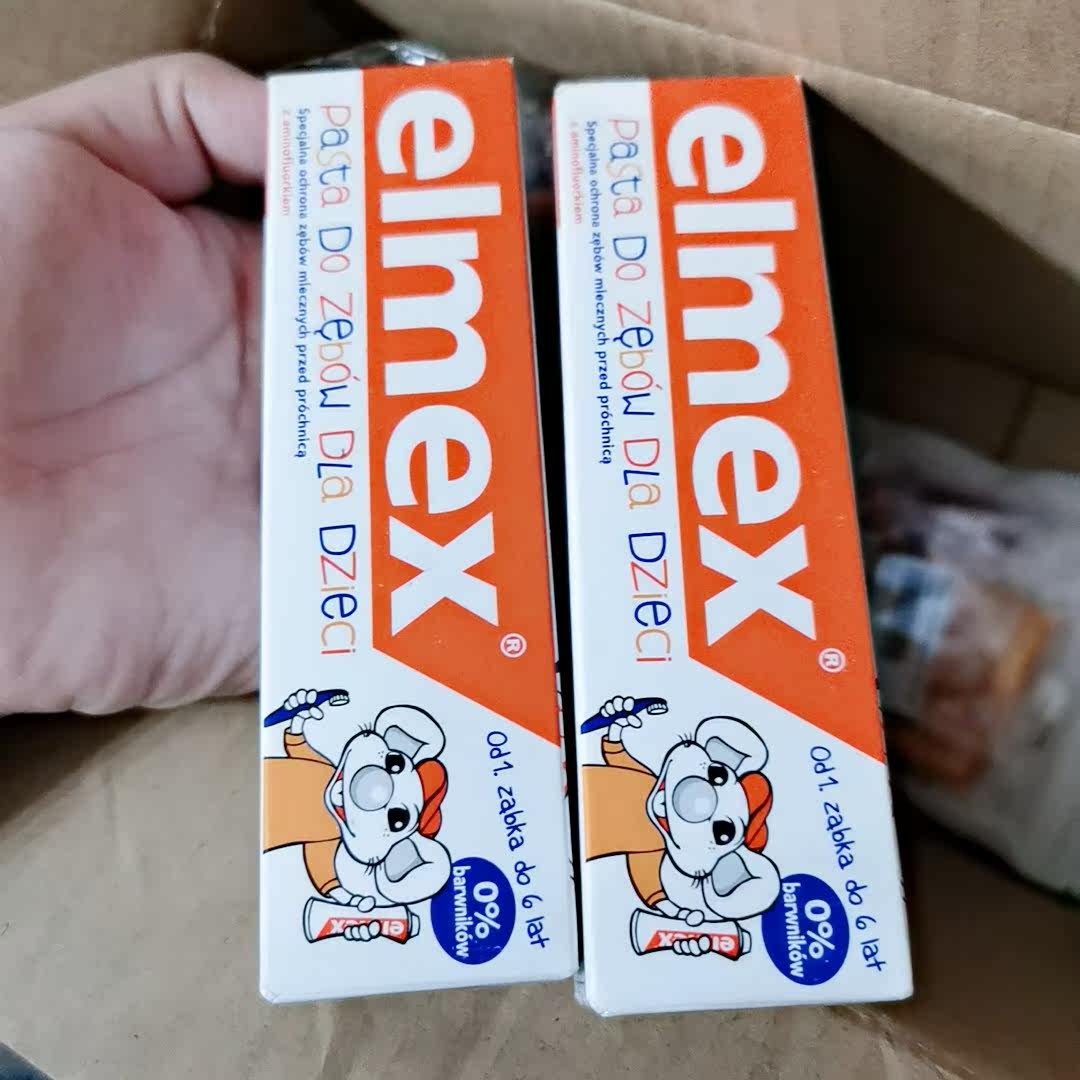 elmex®
Pasta do zębów dla dzieci
Specjalna ochrona zębów mlecznych przed próchnicą
z aminofluorkiem
Od 1. ząbka do 6 lat
0%
barwników
elmex
elmex®
Pasta do zębów dla dzieci
Specjalna ochrona zębów mlecznych przed próchnicą
z aminofluorkiem
Od 1. ząbka do 6 lat
0%
barwników
elmex